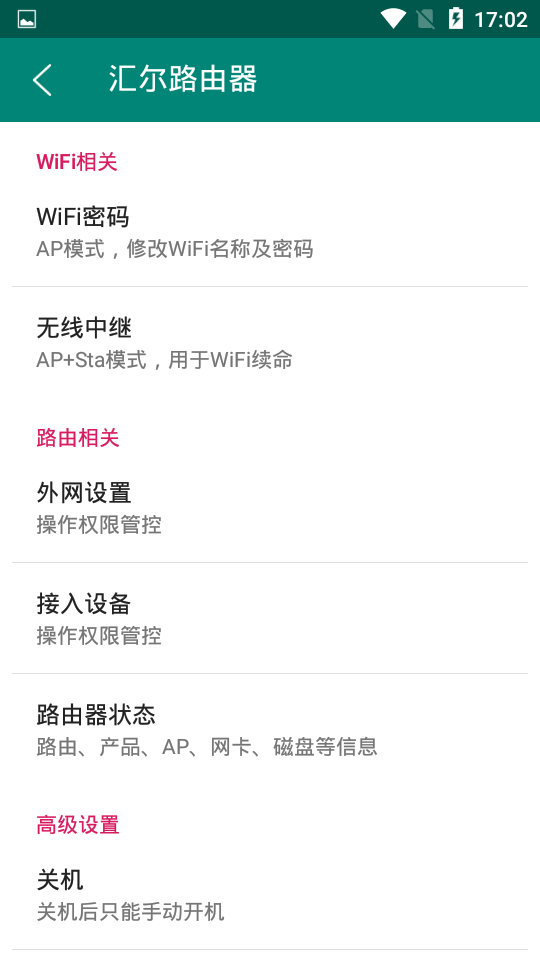 17:02
汇尔路由器
WiFi相关
WiFi密码
AP模式，修改WiFi名称及密码
无线中继
AP+Sta模式，用于WiFi续命
路由相关
外网设置
操作权限管控
接入设备
操作权限管控
路由器状态
路由、产品、AP、网卡、磁盘等信息
高级设置
关机
关机后只能手动开机